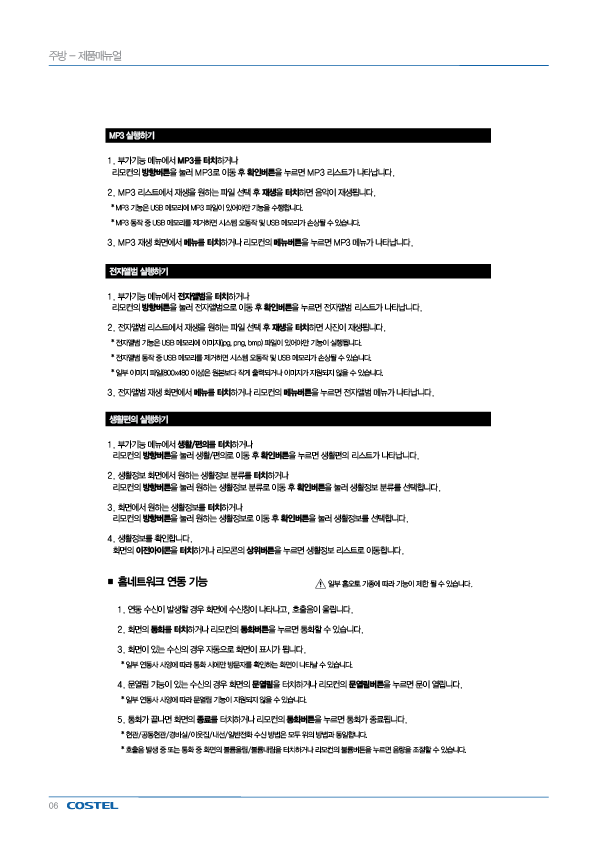 주방 - 제품매뉴얼
MP3 실행하기
1. 부가기능 메뉴에서 MP3를 터치하거나
리모컨의 방향버튼을 눌러 MP3로 이동 후 확인버튼을 누르면 MP3 리스트가 나타납니다.
2. MP3 리스트에서 재생을 원하는 파일 선택 후 재생을 터치하면 음악이 재생됩니다.
* MP3 기능은 USB 메모리에 MP3 파일이 있어야만 기능을 수행합니다.
* MP3 동작 중 USB 메모리를 제거하면 시스템 오동작 및 USB 메모리가 손상될 수 있습니다.
3. MP3 재생 화면에서 메뉴를 터치하거나 리모컨의 메뉴버튼을 누르면 MP3 메뉴가 나타납니다.
전자앨범 실행하기
1. 부가기능 메뉴에서 전자앨범을 터치하거나
리모컨의 방향버튼을 눌러 전자앨범으로 이동 후 확인버튼을 누르면 전자앨범 리스트가 나타납니다.
2. 전자앨범 리스트에서 재생을 원하는 파일 선택 후 재생을 터치하면 사진이 재생됩니다.
* 전자앨범 기능은 USB 메모리에 이미지(jpg, png, bmp) 파일이 있어야만 기능이 실행됩니다.
* 전자앨범 동작 중 USB 메모리를 제거하면 시스템 오동작 및 USB 메모리가 손상될 수 있습니다.
* 일부 이미지 파일(800x480 이상)은 원본보다 작게 출력되거나 이미지가 지원되지 않을 수 있습니다.
3. 전자앨범 재생 화면에서 메뉴를 터치하거나 리모컨의 메뉴버튼을 누르면 전자앨범 메뉴가 나타납니다.
생활편의 실행하기
1. 부가기능 메뉴에서 생활/편의를 터치하거나
리모컨의 방향버튼을 눌러 생활/편의로 이동 후 확인버튼을 누르면 생활편의 리스트가 나타납니다.
2. 생활정보 화면에서 원하는 생활정보 분류를 터치하거나
리모컨의 방향버튼을 눌러 원하는 생활정보 분류로 이동 후 확인버튼을 눌러 생활정보 분류를 선택합니다.
3. 화면에서 원하는 생활정보를 터치하거나
리모컨의 방향버튼을 눌러 원하는 생활정보로 이동 후 확인버튼을 눌러 생활정보를 선택합니다.
4. 생활정보를 확인합니다.
화면의 이전아이콘을 터치하거나 리모콘의 상위버튼을 누르면 생활정보 리스트로 이동합니다.
■ 홈네트워크 연동 기능
⚠ 일부 홈오토 기종에 따라 기능이 제한 될 수 있습니다.
1. 연동 수신이 발생할 경우 화면에 수신창이 나타나고, 호출음이 울립니다.
2. 화면의 통화를 터치하거나 리모컨의 통화버튼을 누르면 통화할 수 있습니다.
3. 화면이 있는 수신의 경우 자동으로 화면이 표시가 됩니다.
* 일부 연동사 사양에 따라 통화 시에만 방문자를 확인하는 화면이 나타날 수 있습니다.
4. 문열림 기능이 있는 수신의 경우 화면의 문열림을 터치하거나 리모컨의 문열림버튼을 누르면 문이 열립니다.
* 일부 연동사 사양에 따라 문열림 기능이 지원되지 않을 수 있습니다.
5. 통화가 끝나면 화면의 종료를 터치하거나 리모컨의 통화버튼을 누르면 통화가 종료됩니다.
* 현관/공동현관/경비실/이웃집/내선/일반전화 수신 방법은 모두 위의 방법과 동일합니다.
* 호출음 발생 중 또는 통화 중 화면의 볼륨올림/볼륨내림을 터치하거나 리모컨의 볼륨버튼을 누르면 음량을 조절할 수 있습니다.
06 COSTEL